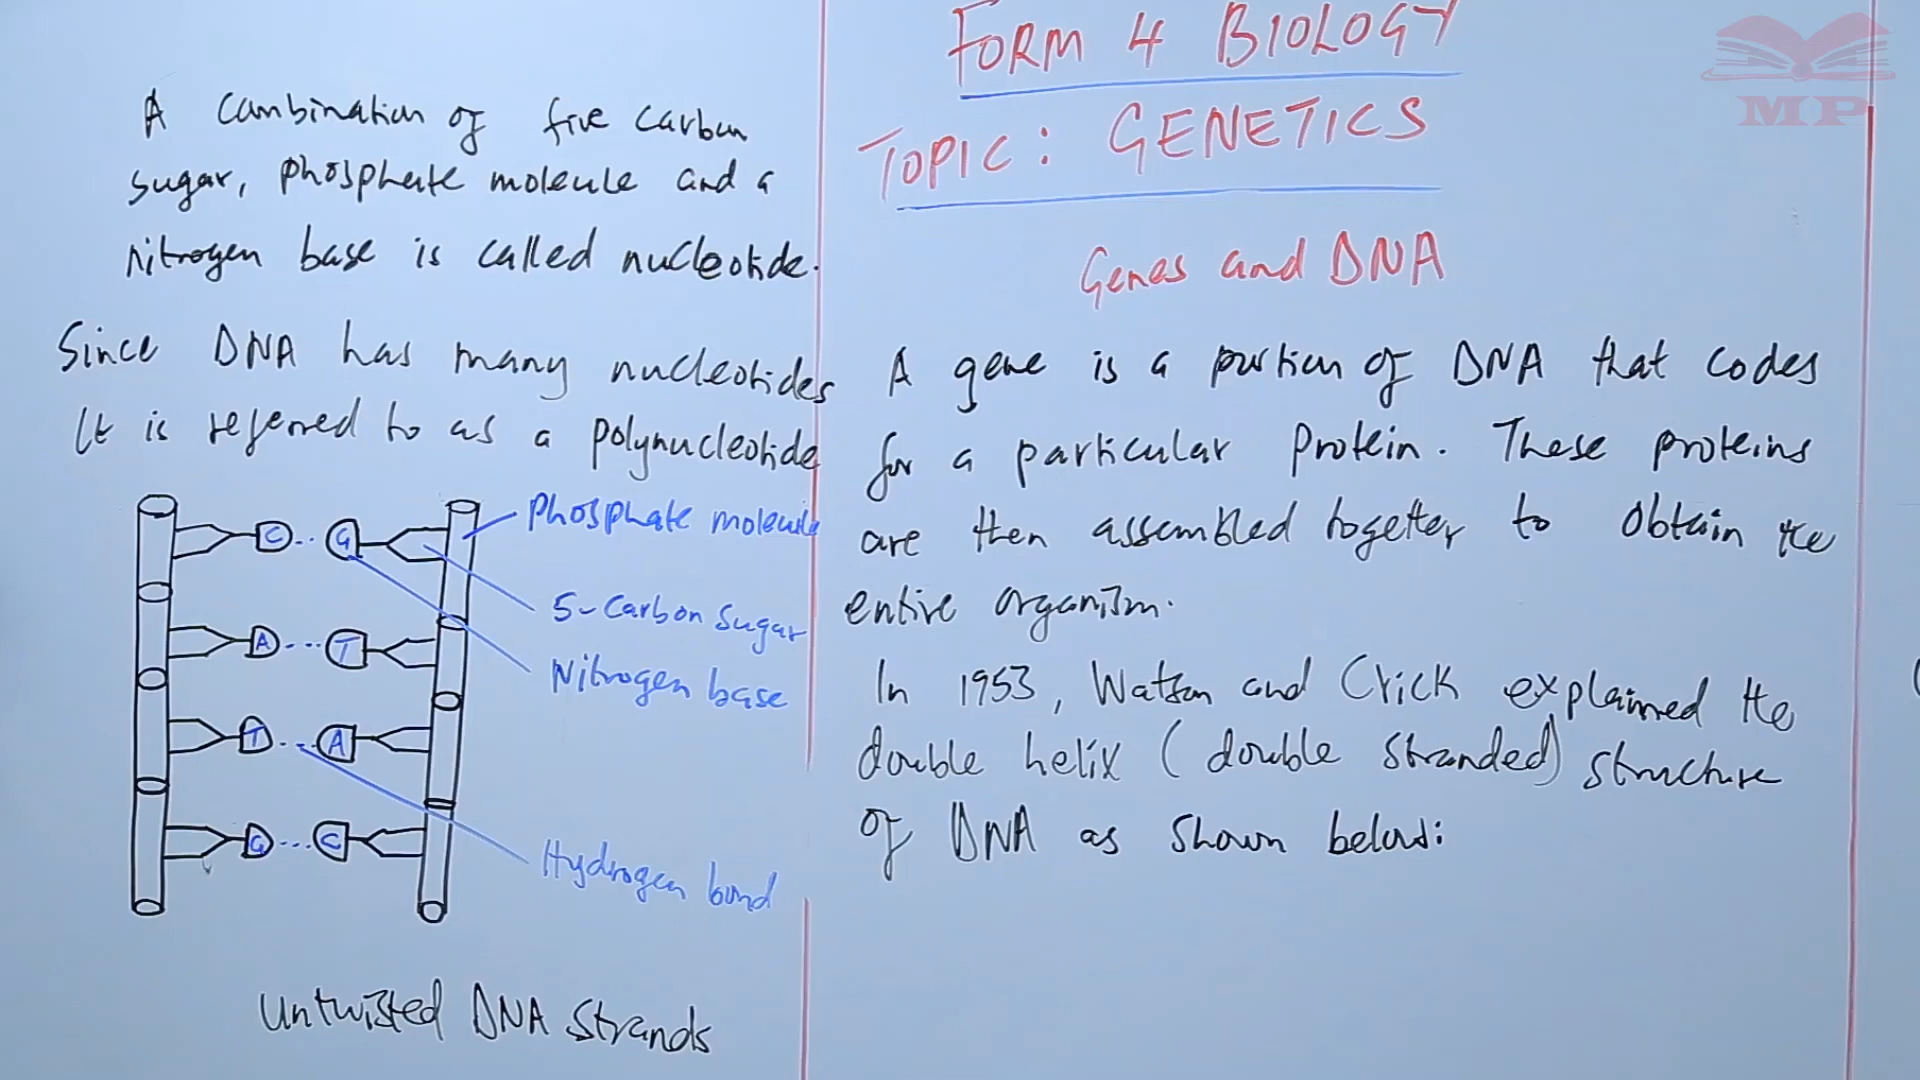 FORM 4 BIOLOGY
TOPIC: GENETICS
Genes and DNA
A gene is a portion of DNA that codes
for a particular protein. These proteins
are then assembled together to obtain the
entire organism.
In 1953, Watson and Crick explained the
double helix (double stranded) structure
of DNA as shown below:
A combination of five carbon
sugar, phosphate molecule and a
nitrogen base is called nucleotide.
Since DNA has many nucleotides
It is referred to as a polynucleotide
Phosphate molecule
C G
5-Carbon sugar
A T
Nitrogen base
T A
G C
Hydrogen bond
Untwisted DNA strands
MP